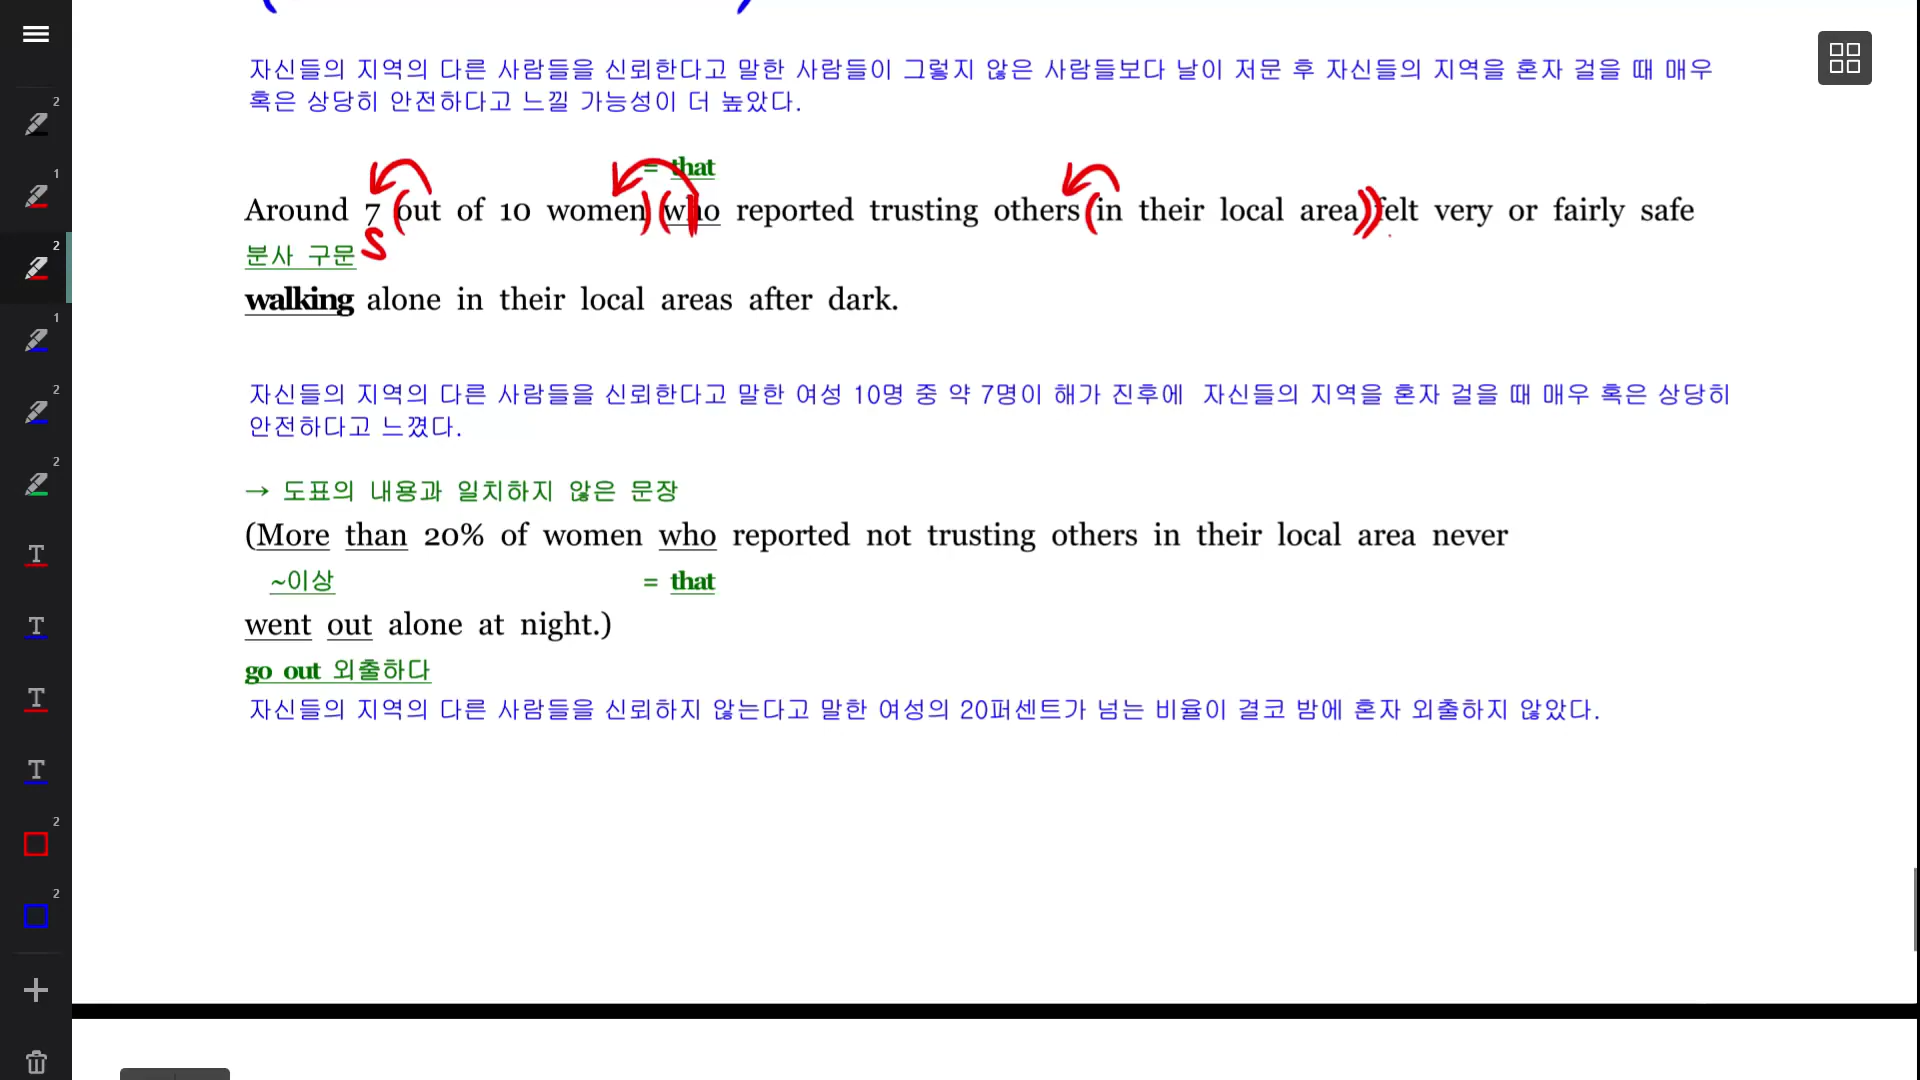 자신들의 지역의 다른 사람들을 신뢰한다고 말한 사람들이 그렇지 않은 사람들보다 날이 저문 후 자신들의 지역을 혼자 걸을 때 매우
혹은 상당히 안전하다고 느낄 가능성이 더 높았다.
= that
Around 7 out of 10 women who reported trusting others in their local area felt very or fairly safe
분사 구문 S
walking alone in their local areas after dark.
자신들의 지역의 다른 사람들을 신뢰한다고 말한 여성 10명 중 약 7명이 해가 진후에 자신들의 지역을 혼자 걸을 때 매우 혹은 상당히
안전하다고 느꼈다.
→ 도표의 내용과 일치하지 않은 문장
(More than 20% of women who reported not trusting others in their local area never
~이상 = that
went out alone at night.)
go out 외출하다
자신들의 지역의 다른 사람들을 신뢰하지 않는다고 말한 여성의 20퍼센트가 넘는 비율이 결코 밤에 혼자 외출하지 않았다.
2
1
2
1
2
2
T
T
T
T
2
2